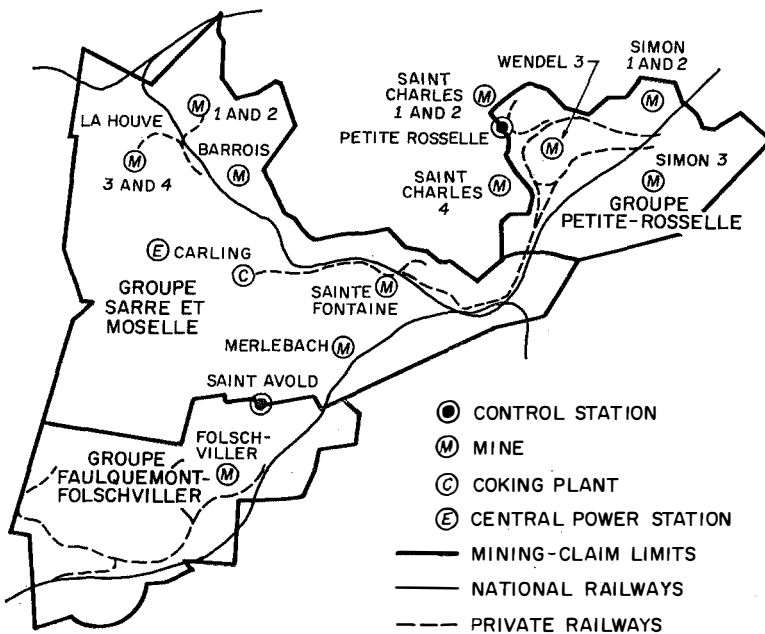 SIMON
1 AND 2
WENDEL 3
SAINT
CHARLES
1 AND 2
M
M
PETITE ROSSELLE
M
LA HOUVE
M 1 AND 2
M
3 AND 4
BARROIS
M
SAINT
CHARLES
4
M
SIMON 3
M
GROUPE
PETITE-ROSSELLE
E CARLING
C
GROUPE
SARRE ET
MOSELLE
SAINTE
FONTAINE
M
MERLEBACH M
SAINT AVOLD
FOLSCH-
VILLER
M
GROUPE
FAULQUEMONT-
FOLSCHVILLER
CONTROL STATION
M MINE
C COKING PLANT
E CENTRAL POWER STATION
MINING-CLAIM LIMITS
NATIONAL RAILWAYS
PRIVATE RAILWAYS